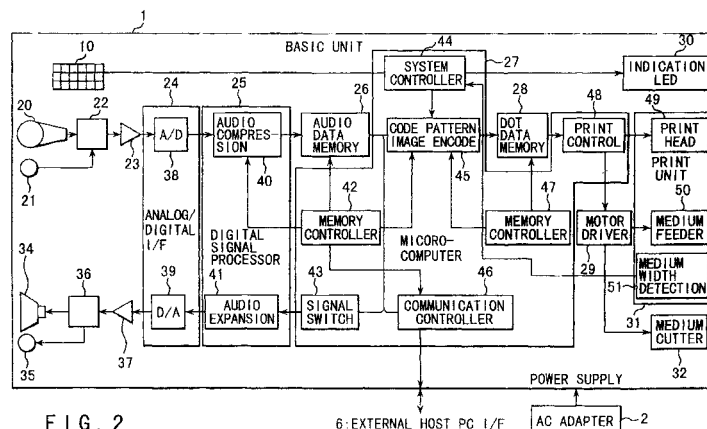 1
BASIC UNIT
10
44
SYSTEM
CONTROLLER
27
30
INDICATION
LED
20
22
21
23
24
A/D
38
25
AUDIO
COMPRE-
SSION
40
26
AUDIO
DATA
MEMORY
CODE PATTERN
IMAGE ENCODE
45
28
DOT
DATA
MEMORY
48
PRINT
CONTROL
49
PRINT
HEAD
PRINT
UNIT
ANALOG/
DIGITAL
I/F
DIGITAL
SIGNAL
PROCESSOR
42
MEMORY
CONTROLLER
MICORO-
COMPUTER
47
MEMORY
CONTROLLER
MOTOR
DRIVER
29
50
MEDIUM
FEEDER
34
36
35
37
39
D/A
41
AUDIO
EXPANSION
43
SIGNAL
SWITCH
46
COMMUNICATION
CONTROLLER
MEDIUM
WIDTH
DETECTION
51
31
MEDIUM
CUTTER
32
POWER SUPPLY
FIG. 2
6:EXTERNAL HOST PC I/F
AC ADAPTER
2